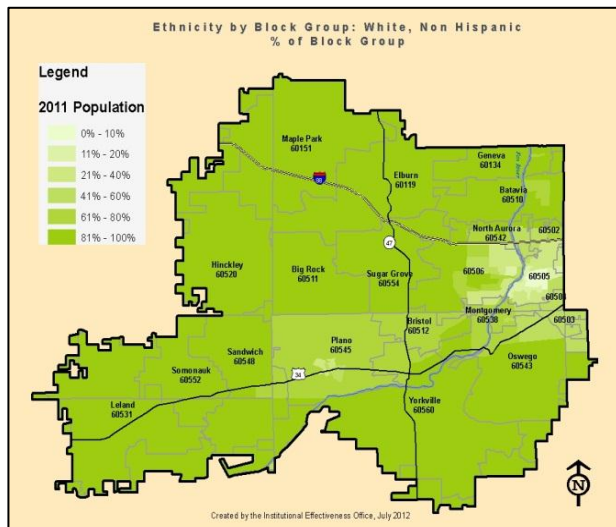 Ethnicity by Block Group: White, Non Hispanic
% of Block Group
Legend
2011 Population
0% - 10%
11% - 20%
21% - 40%
41% - 60%
61% - 80%
81% - 100%
Maple Park
60151
Elburn
60119
Geneva
60134
Fox River
Batavia
60510
88
North Aurora
60542
60502
47
Hinckley
60520
Big Rock
60511
Sugar Grove
60554
60506
60505
60504
Montgomery
60538
60503
Bristol
60512
Plano
60545
Oswego
60543
Sandwich
60548
Somonauk
60552
34
Leland
60531
Yorkville
60560
N
Created by the Institutional Effectiveness Office, July 2012